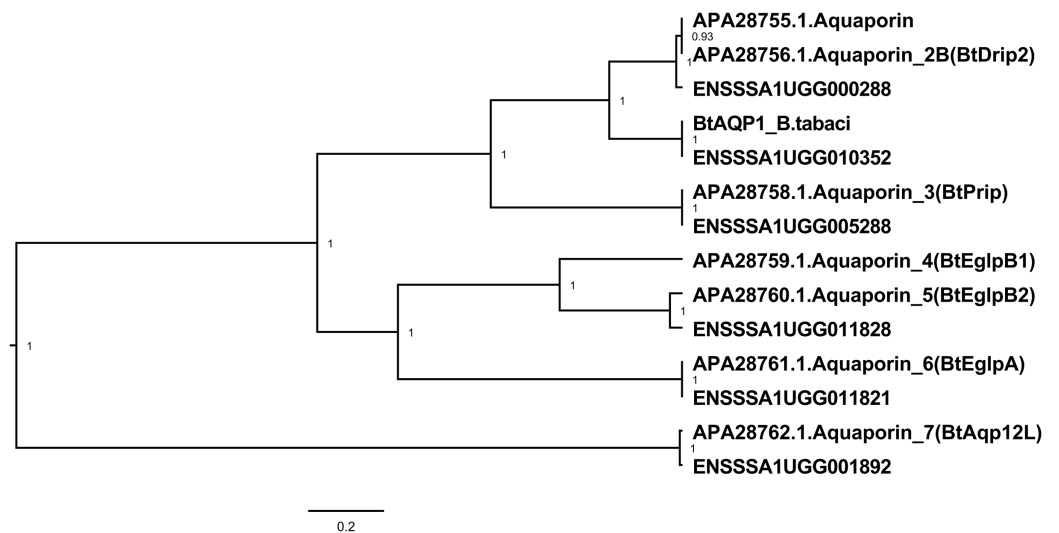 APA28755.1.Aquaporin
0.93
APA28756.1.Aquaporin_2B(BtDrip2)
1
ENSSSA1UGG000288
1
BtAQP1_B.tabaci
1
ENSSSA1UGG010352
1
APA28758.1.Aquaporin_3(BtPrip)
1
ENSSSA1UGG005288
1
APA28759.1.Aquaporin_4(BtEglpB1)
1
APA28760.1.Aquaporin_5(BtEglpB2)
1
ENSSSA1UGG011828
1
1
APA28761.1.Aquaporin_6(BtEglpA)
1
ENSSSA1UGG011821
APA28762.1.Aquaporin_7(BtAqp12L)
1
ENSSSA1UGG001892
0.2